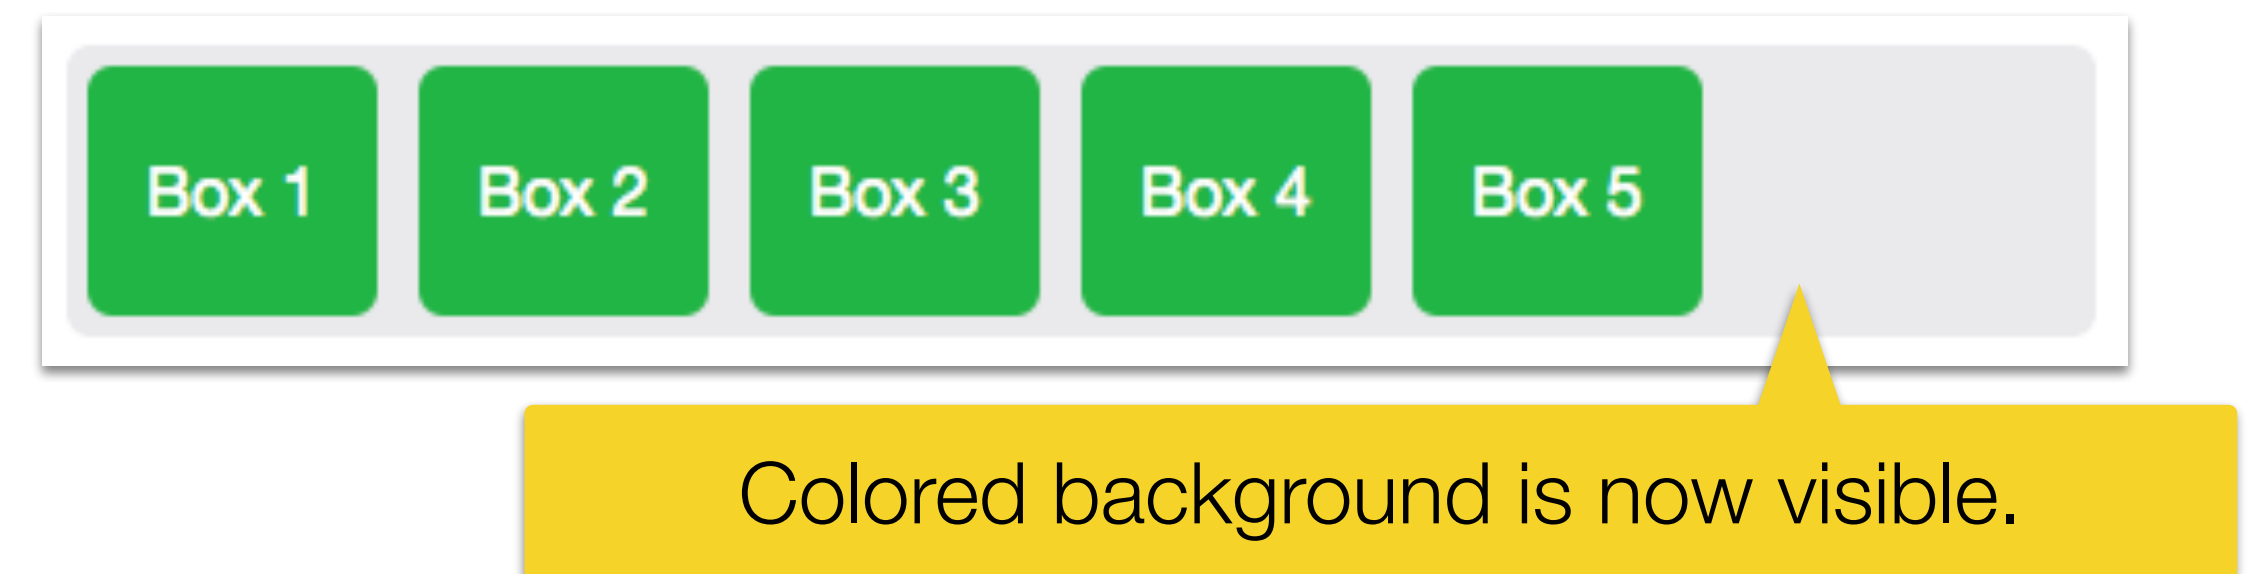 Box 1 Box 2 Box 3 Box 4 Box 5
Colored background is now visible.